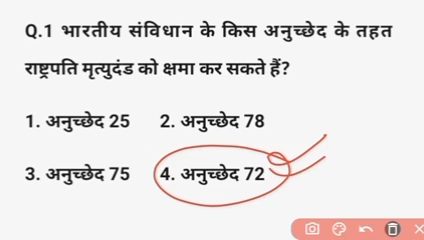 Q.1 भारतीय संविधान के किस अनुच्छेद के तहत
राष्ट्रपति मृत्युदंड को क्षमा कर सकते हैं?
1. अनुच्छेद 25 2. अनुच्छेद 78
3. अनुच्छेद 75 4. अनुच्छेद 72